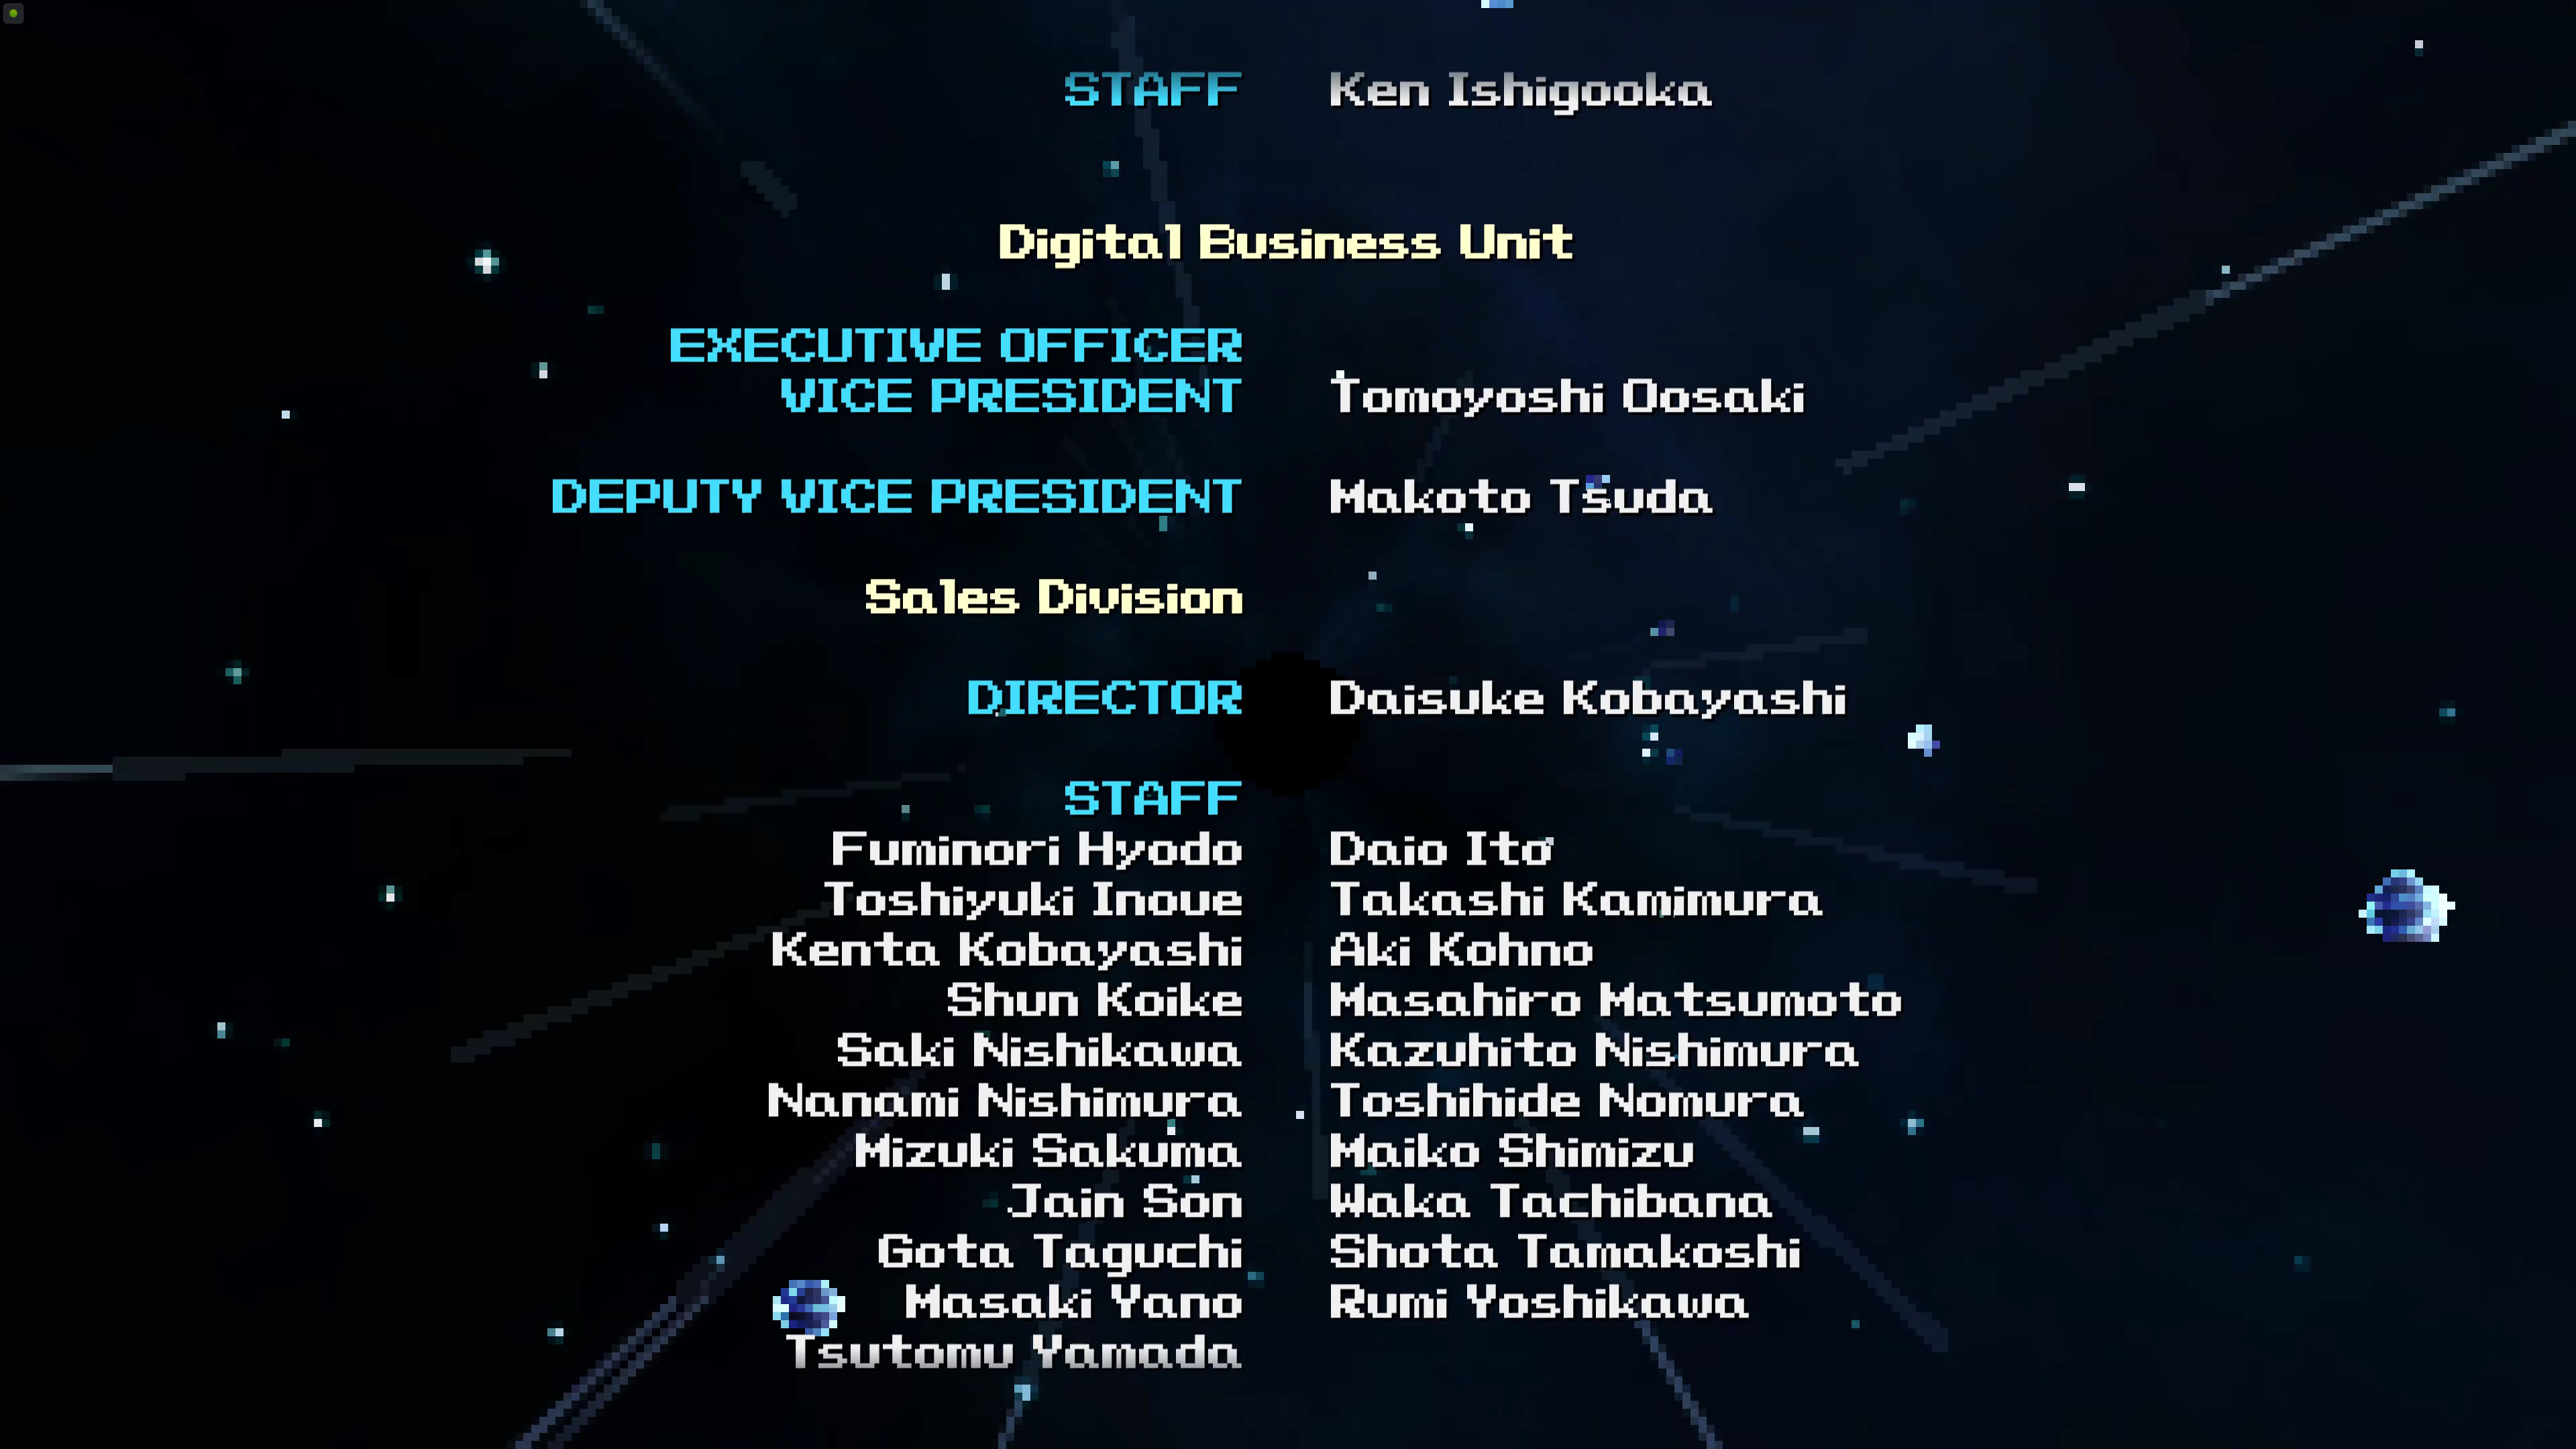 STAFF Ken Ishigooka
Digital Business Unit
EXECUTIVE OFFICER
VICE PRESIDENT Tomoyoshi Oosaki
DEPUTY VICE PRESIDENT Makoto Tsuda
Sales Division
DIRECTOR Daisuke Kobayashi
STAFF
Fuminori Hyodo Daio Ito
Toshiyuki Inoue Takashi Kamimura
Kenta Kobayashi Aki Kohno
Shun Koike Masahiro Matsumoto
Saki Nishikawa Kazuhito Nishimura
Nanami Nishimura Toshihide Nomura
Mizuki Sakuma Maiko Shimizu
Jain Son Waka Tachibana
Gota Taguchi Shota Tamakoshi
Masaki Yano Rumi Yoshikawa
Tsutomu Yamada